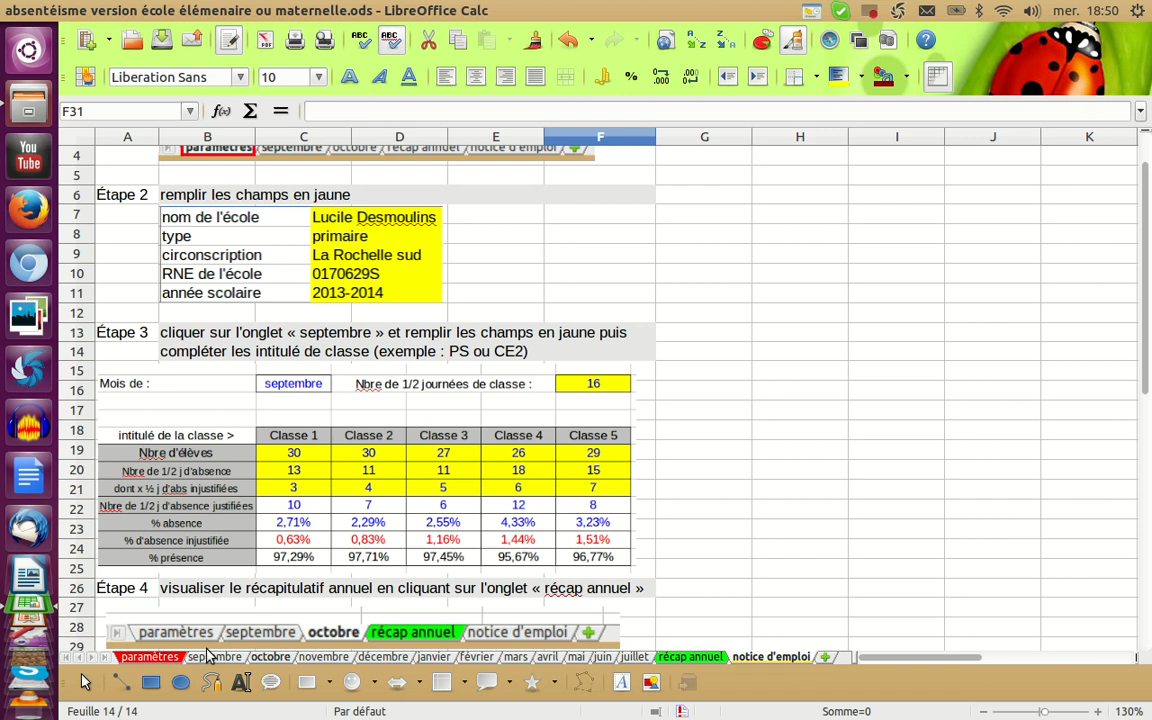 absentéisme version école élémenaire ou maternelle.ods - LibreOffice Calc
mer. 18:50
Liberation Sans 10
F31
A B C D E F G H I J K
4 paramètres septembre octobre récap annuel notice d'emploi
5
6 Étape 2 remplir les champs en jaune
7 nom de l'école Lucile Desmoulins
8 type primaire
9 circonscription La Rochelle sud
10 RNE de l'école 0170629S
11 année scolaire 2013-2014
12
13 Étape 3 cliquer sur l'onglet « septembre » et remplir les champs en jaune puis
14 compléter les intitulé de classe (exemple : PS ou CE2)
15
16 Mois de : septembre Nbre de 1/2 journées de classe : 16
17
18 intitulé de la classe > Classe 1 Classe 2 Classe 3 Classe 4 Classe 5
19 Nbre d'élèves 30 30 27 26 29
20 Nbre de 1/2 j d'absence 13 11 11 18 15
21 dont x ½ j d'abs injustifiées 3 4 5 6 7
22 Nbre de 1/2 j d'absence justifiées 10 7 6 12 8
23 % absence 2,71% 2,29% 2,55% 4,33% 3,23%
24 % d'absence injustifiée 0,63% 0,83% 1,16% 1,44% 1,51%
25 % présence 97,29% 97,71% 97,45% 95,67% 96,77%
26 Étape 4 visualiser le récapitulatif annuel en cliquant sur l'onglet « récap annuel »
27
28 paramètres septembre octobre récap annuel notice d'emploi
29
paramètres septembre octobre novembre décembre janvier février mars avril mai juin juillet récap annuel notice d'emploi
Feuille 14 / 14 Par défaut Somme=0 130%
You
Tube